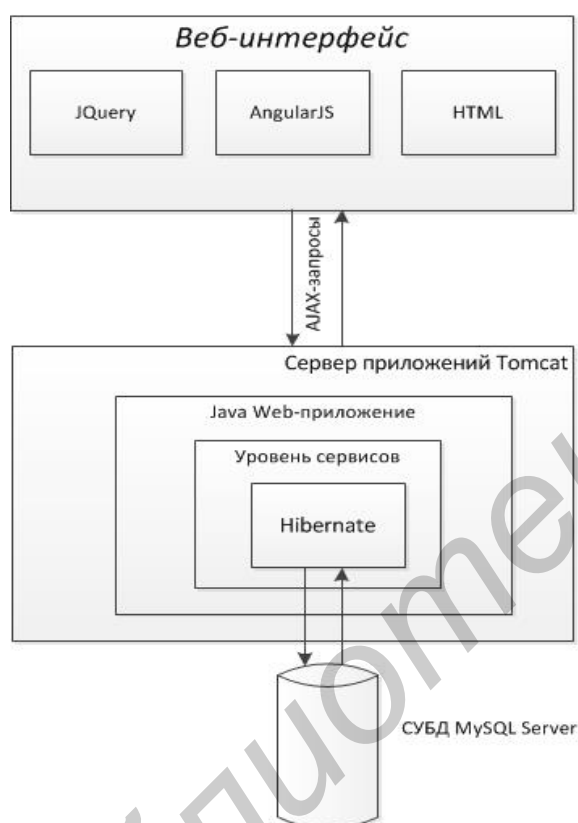 Веб-интерфейс
JQuery
AngularJS
HTML
AJAX-запросы
Сервер приложений Tomcat
Java Web-приложение
Уровень сервисов
Hibernate
СУБД MySQL Server